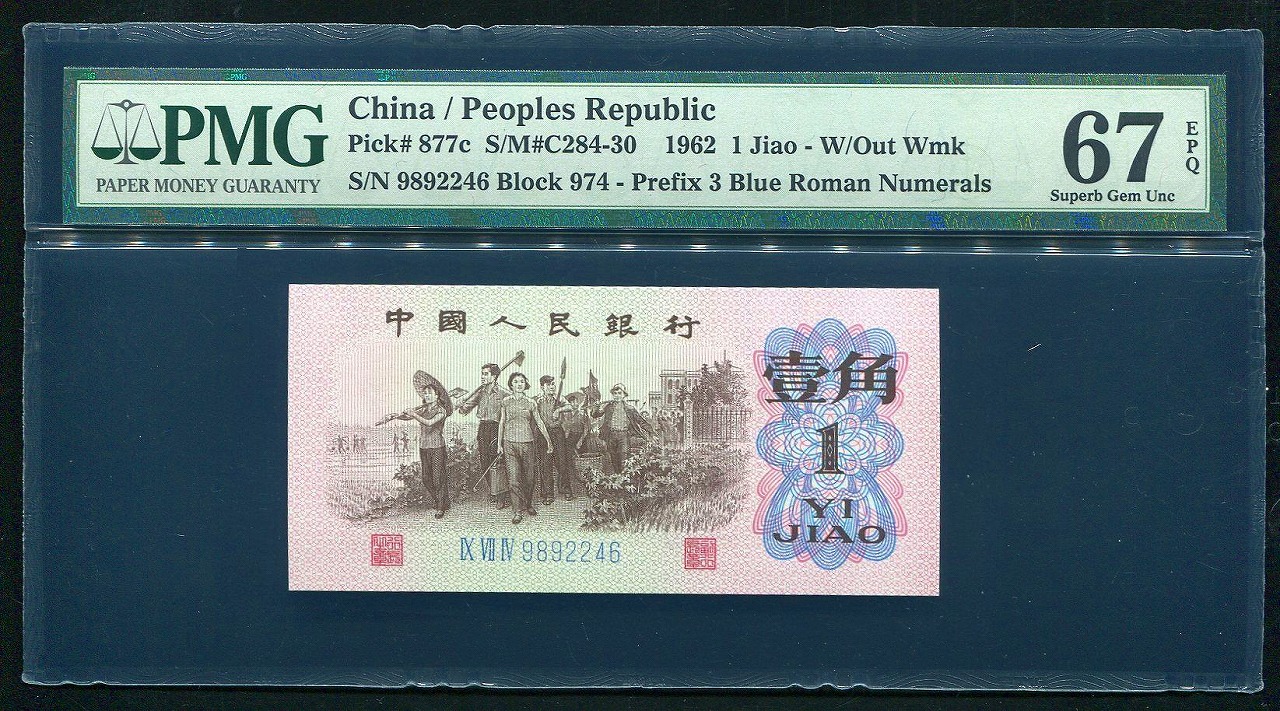 PMG
PAPER MONEY GUARANTY
China / Peoples Republic
Pick# 877c S/M#C284-30 1962 1 Jiao - W/Out Wmk
S/N 9892246 Block 974 - Prefix 3 Blue Roman Numerals
67
EPQ
Superb Gem Unc
中國人民銀行
壹角
1
YI
JIAO
IX VII IV 9892246